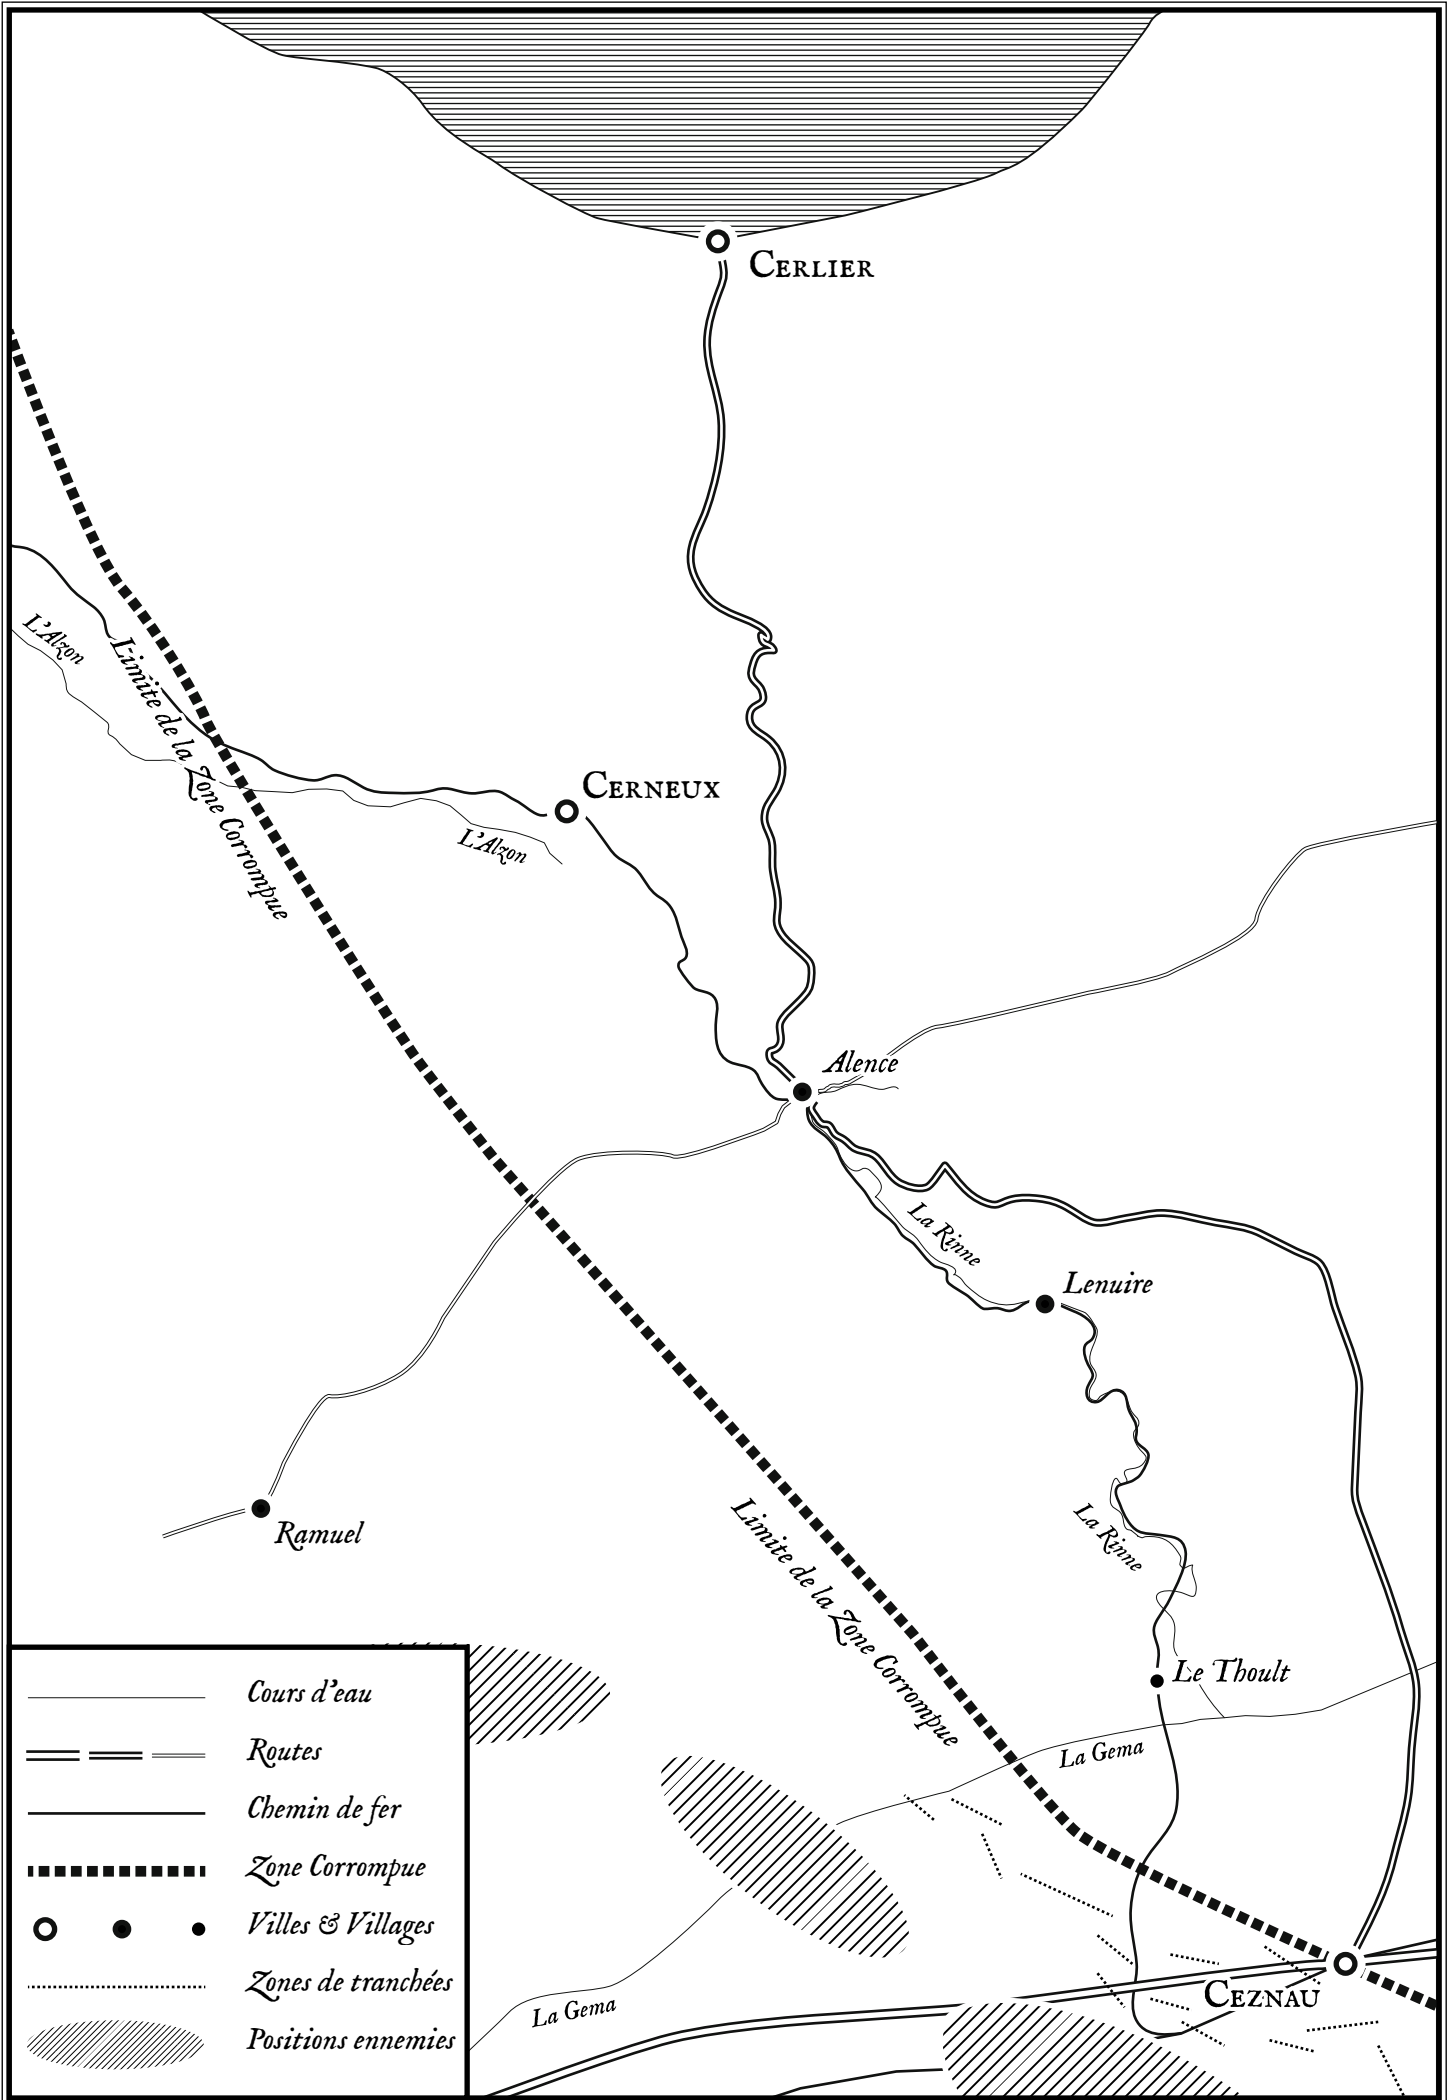 CERLIER
L'Alzon
Limite de la Zone Corrompue
CERNEUX
L'Alzon
Alence
La Rinne
Lenuire
Ramuel
Limite de la Zone Corrompue
La Rinne
Le Thoult
La Gema
CEZNAU
La Gema
Cours d'eau
Routes
Chemin de fer
Zone Corrompue
Villes & Villages
Zones de tranchées
Positions ennemies